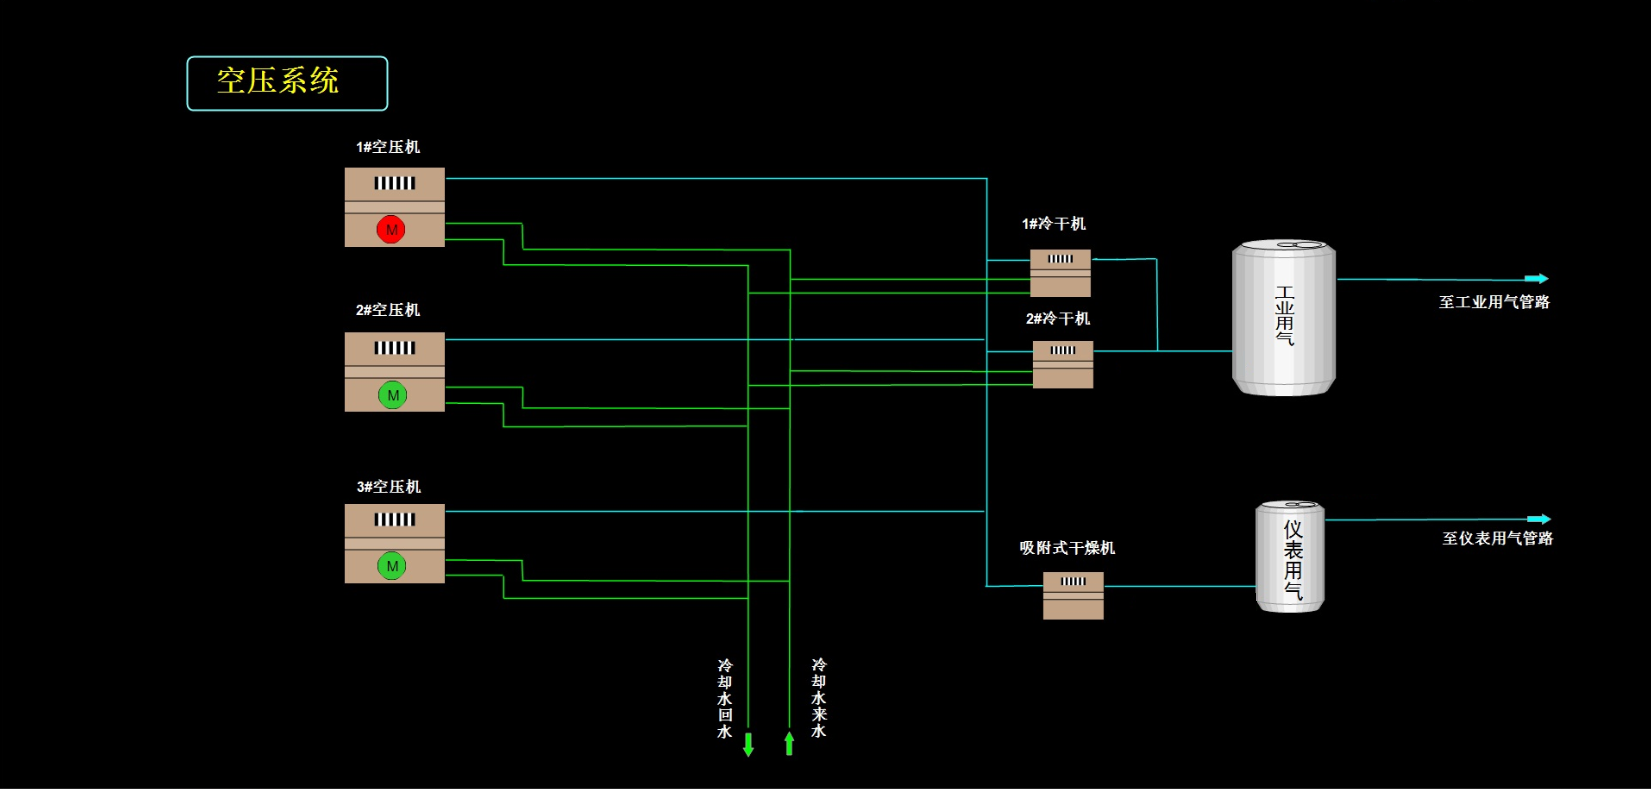 空压系统
1#空压机
M
1#冷干机
工业用气
至工业用气管路
2#空压机
2#冷干机
M
3#空压机
M
吸附式干燥机
仪表用气
至仪表用气管路
冷却水回水
冷却水来水